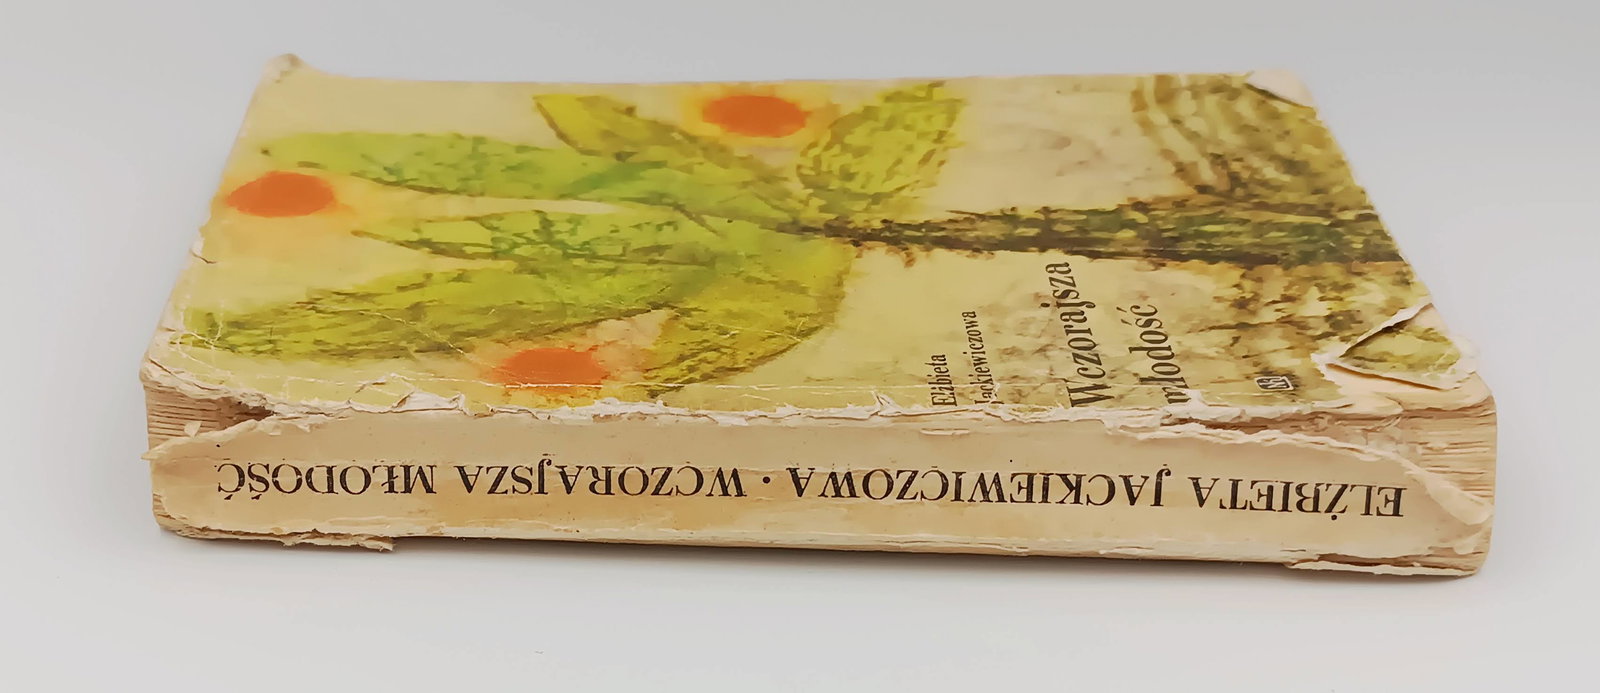 Elżbieta
Jackiewiczowa
Wczorajsza
młodość
ELŻBIETA JACKIEWICZOWA · WCZORAJSZA MŁODOŚĆ